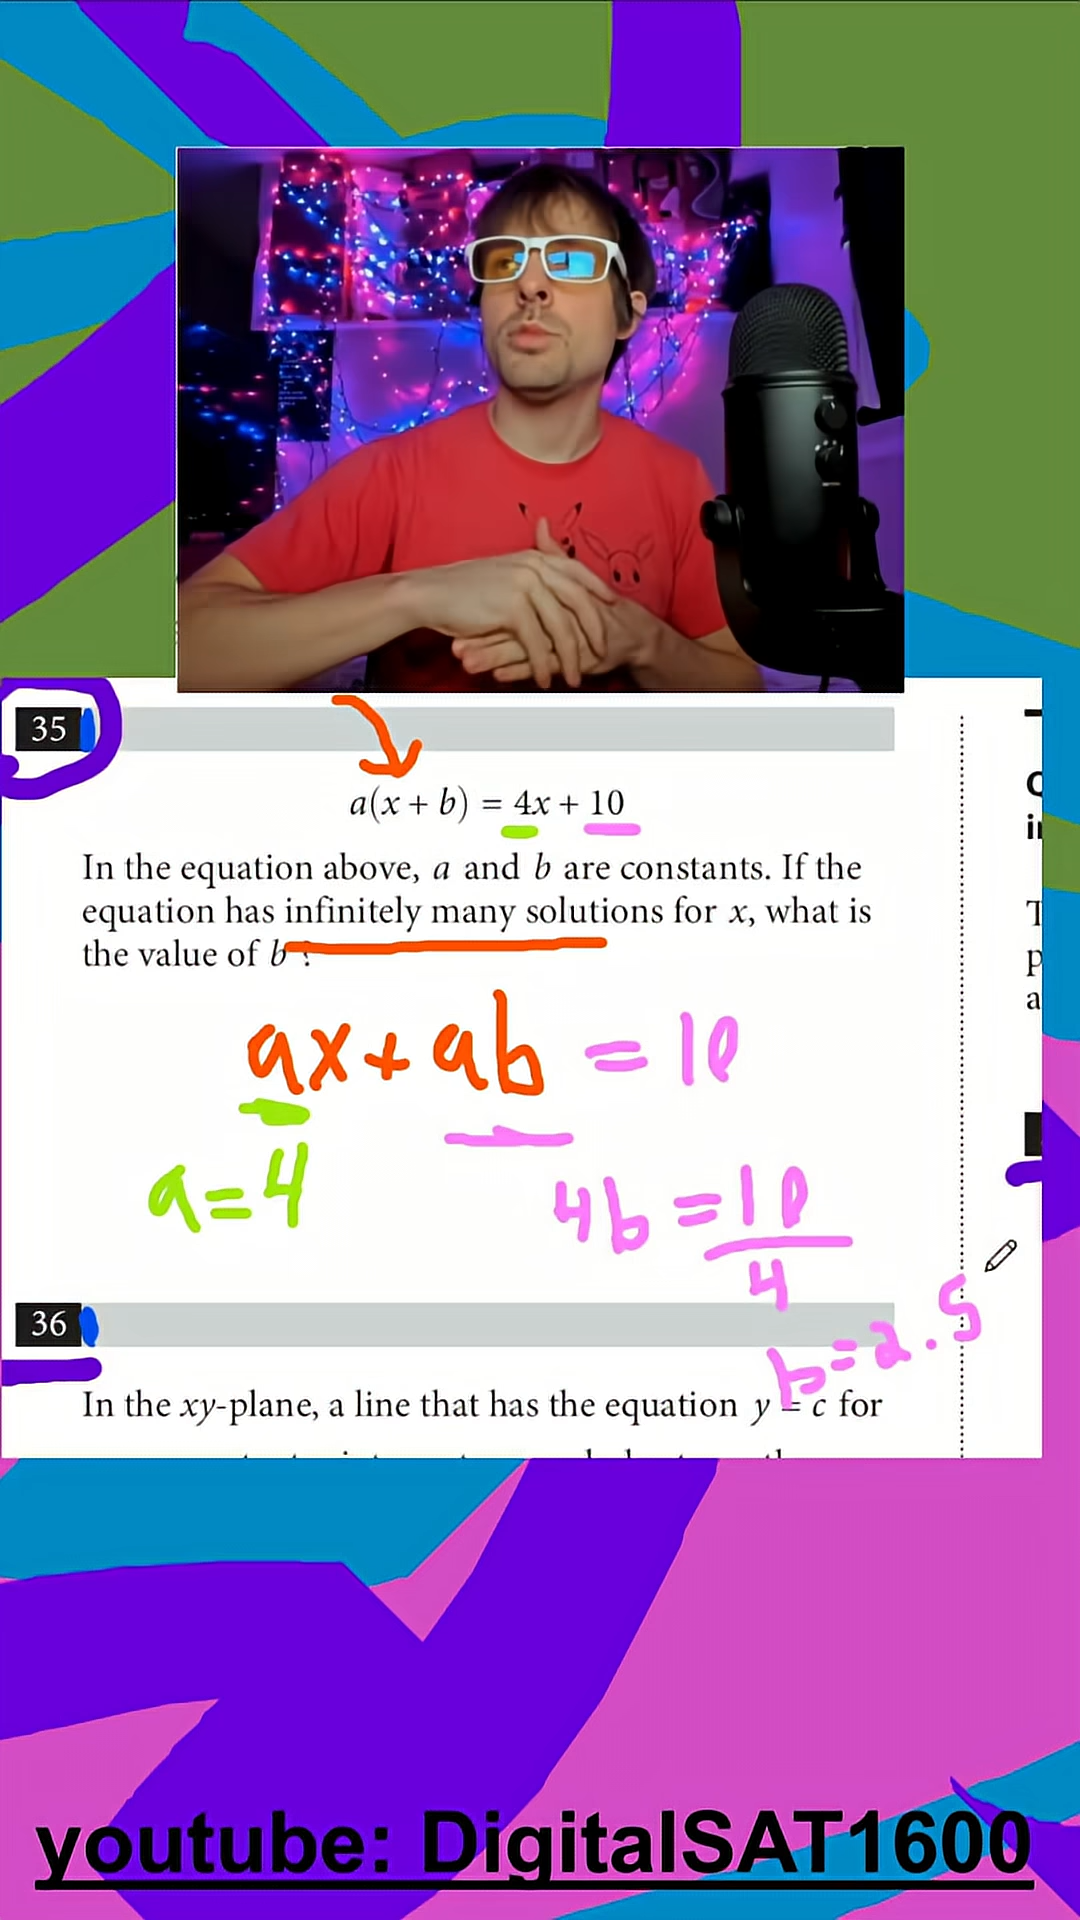 35
a(x + b) = 4x + 10
In the equation above, a and b are constants. If the
equation has infinitely many solutions for x, what is
the value of b ?
ax + ab = 10
a = 4
4b = 10
4
b = 2.5
36
In the xy-plane, a line that has the equation y = c for
youtube: DigitalSAT1600